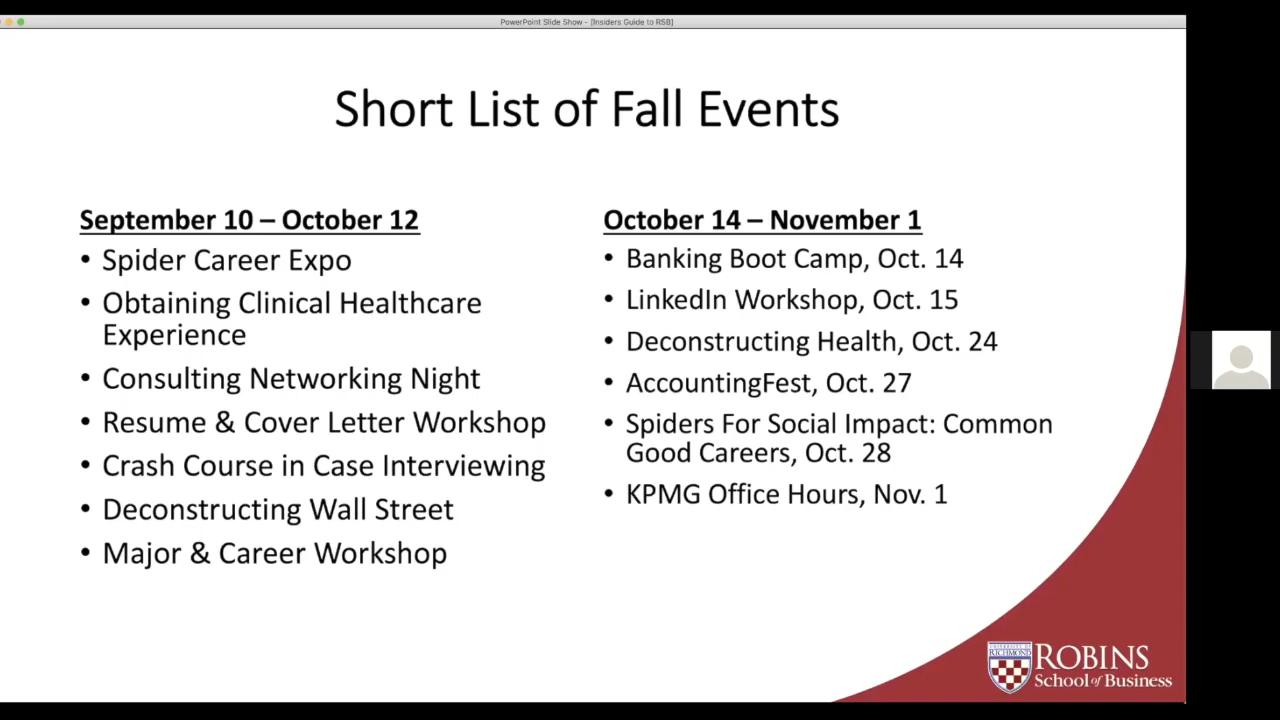 PowerPoint Slide Show - [Insiders Guide to RSB]
Short List of Fall Events
September 10 – October 12
• Spider Career Expo
• Obtaining Clinical Healthcare
Experience
• Consulting Networking Night
• Resume & Cover Letter Workshop
• Crash Course in Case Interviewing
• Deconstructing Wall Street
• Major & Career Workshop
October 14 – November 1
• Banking Boot Camp, Oct. 14
• LinkedIn Workshop, Oct. 15
• Deconstructing Health, Oct. 24
• AccountingFest, Oct. 27
• Spiders For Social Impact: Common
Good Careers, Oct. 28
• KPMG Office Hours, Nov. 1
UNIVERSITY OF
RICHMOND
ROBINS
School of Business